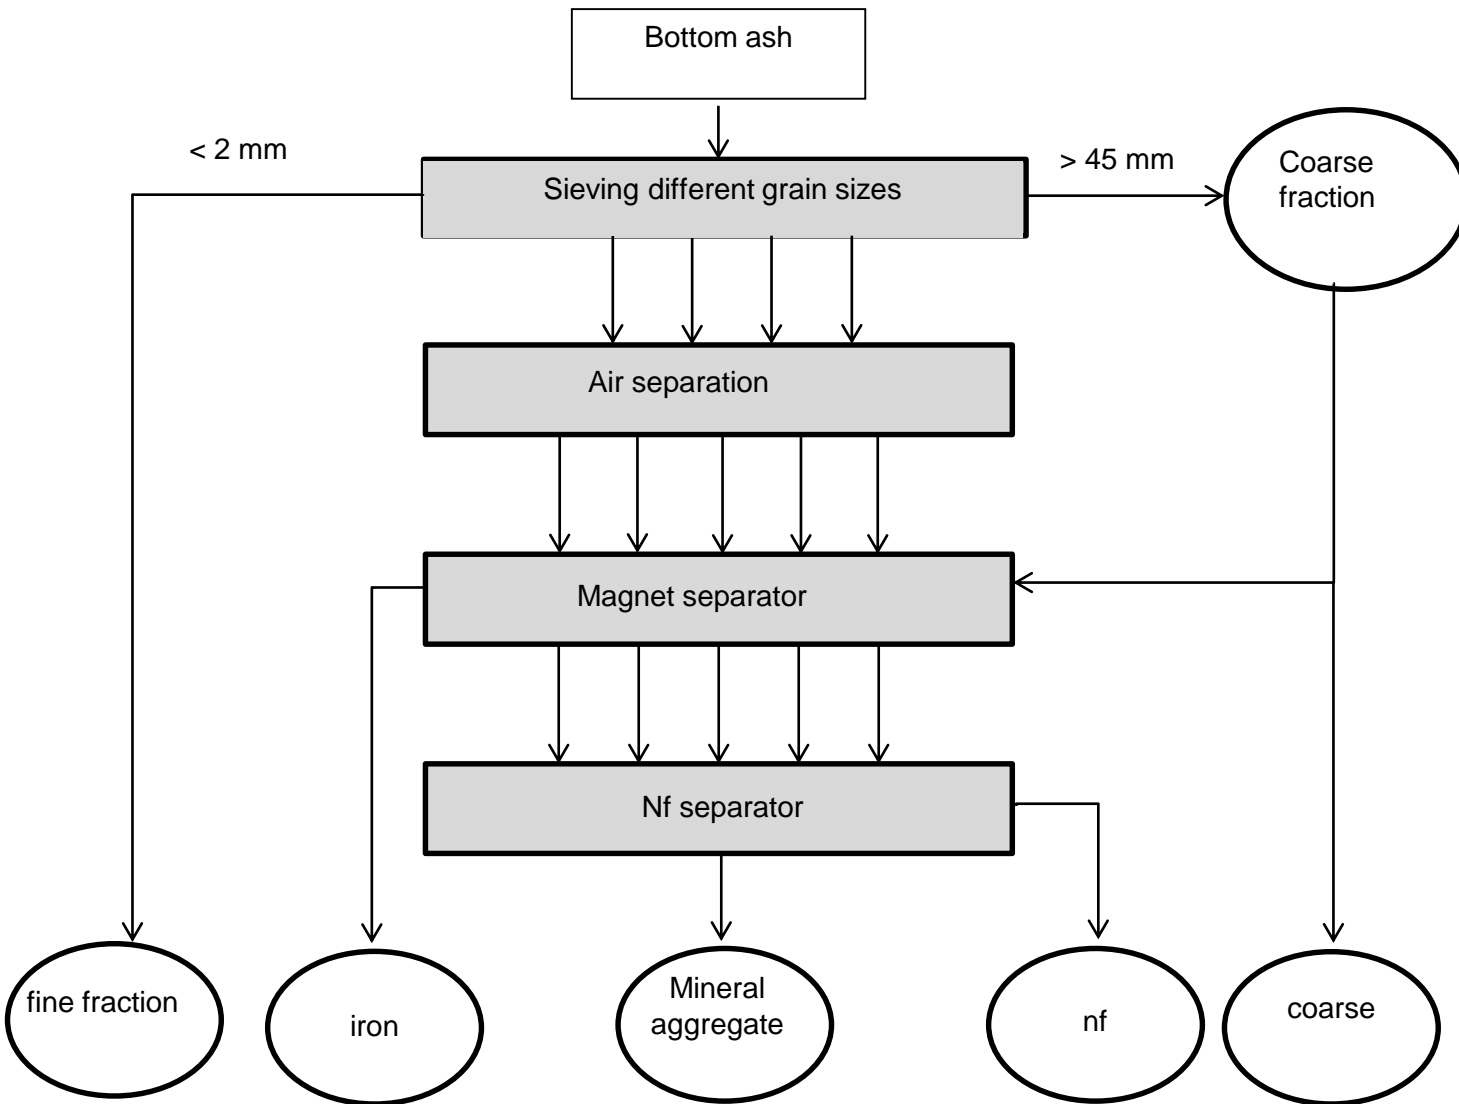 Bottom ash
< 2 mm
> 45 mm
Sieving different grain sizes
Coarse
fraction
Air separation
Magnet separator
Nf separator
fine fraction
iron
Mineral
aggregate
nf
coarse